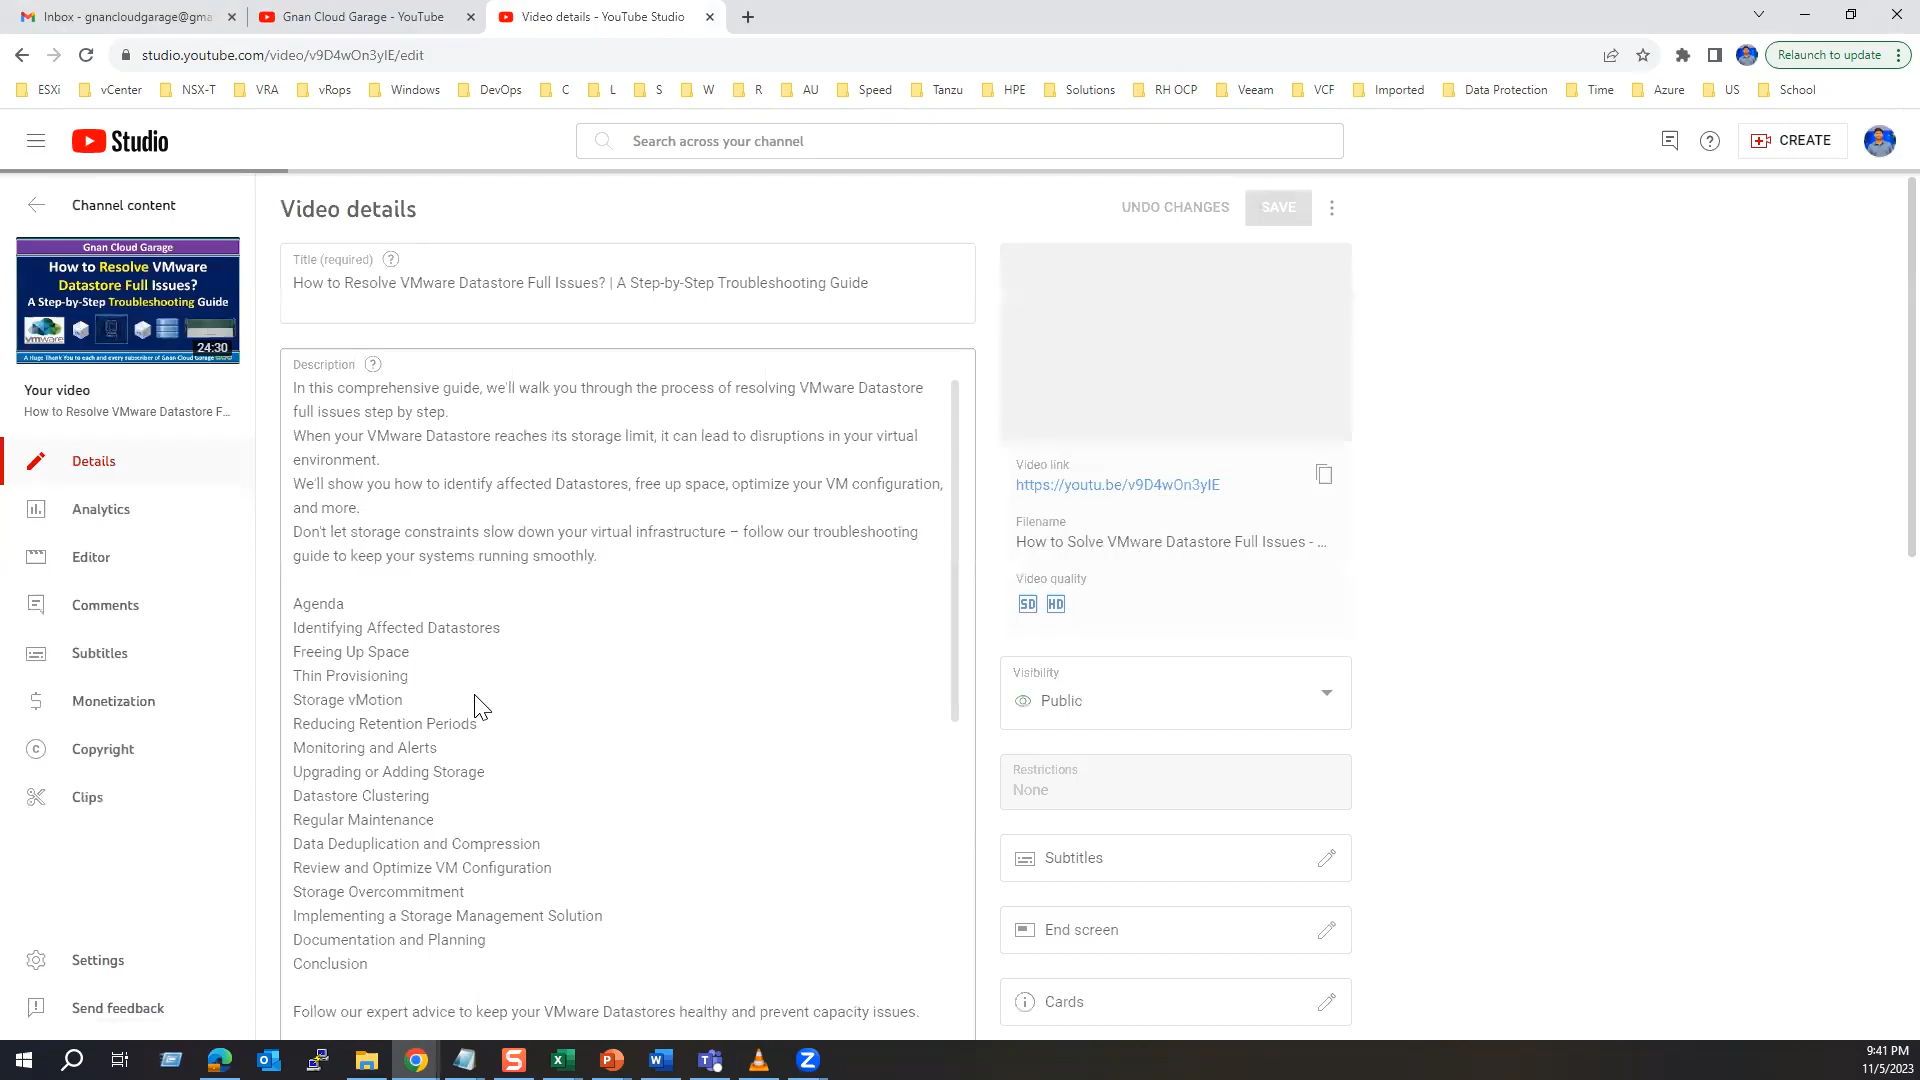 Inbox - gnancloudgarage@gma
Gnan Cloud Garage - YouTube
Video details - YouTube Studio
studio.youtube.com/video/v9D4wOn3yIE/edit
Relaunch to update
ESXi
vCenter
NSX-T
VRA
vRops
Windows
DevOps
C
L
S
W
R
AU
Speed
Tanzu
HPE
Solutions
RH OCP
Veeam
VCF
Imported
Data Protection
Time
Azure
US
School
Studio
Search across your channel
CREATE
Channel content
Gnan Cloud Garage
How to Resolve VMware
Datastore Full Issues?
A Step-by-Step Troubleshooting Guide
vmware
24:30
A Huge Thank You to each and every subscriber of Gnan Cloud Garage
Your video
How to Resolve VMware Datastore F...
Details
Analytics
Editor
Comments
Subtitles
Monetization
Copyright
Clips
Settings
Send feedback
Video details
UNDO CHANGES
SAVE
Title (required)
How to Resolve VMware Datastore Full Issues? | A Step-by-Step Troubleshooting Guide
Description
In this comprehensive guide, we'll walk you through the process of resolving VMware Datastore
full issues step by step.
When your VMware Datastore reaches its storage limit, it can lead to disruptions in your virtual
environment.
We'll show you how to identify affected Datastores, free up space, optimize your VM configuration,
and more.
Don't let storage constraints slow down your virtual infrastructure – follow our troubleshooting
guide to keep your systems running smoothly.
Agenda
Identifying Affected Datastores
Freeing Up Space
Thin Provisioning
Storage vMotion
Reducing Retention Periods
Monitoring and Alerts
Upgrading or Adding Storage
Datastore Clustering
Regular Maintenance
Data Deduplication and Compression
Review and Optimize VM Configuration
Storage Overcommitment
Implementing a Storage Management Solution
Documentation and Planning
Conclusion
Follow our expert advice to keep your VMware Datastores healthy and prevent capacity issues.
Video link
https://youtu.be/v9D4wOn3yIE
Filename
How to Solve VMware Datastore Full Issues - ...
Video quality
SD HD
Visibility
Public
Restrictions
None
Subtitles
End screen
Cards
9:41 PM
11/5/2023